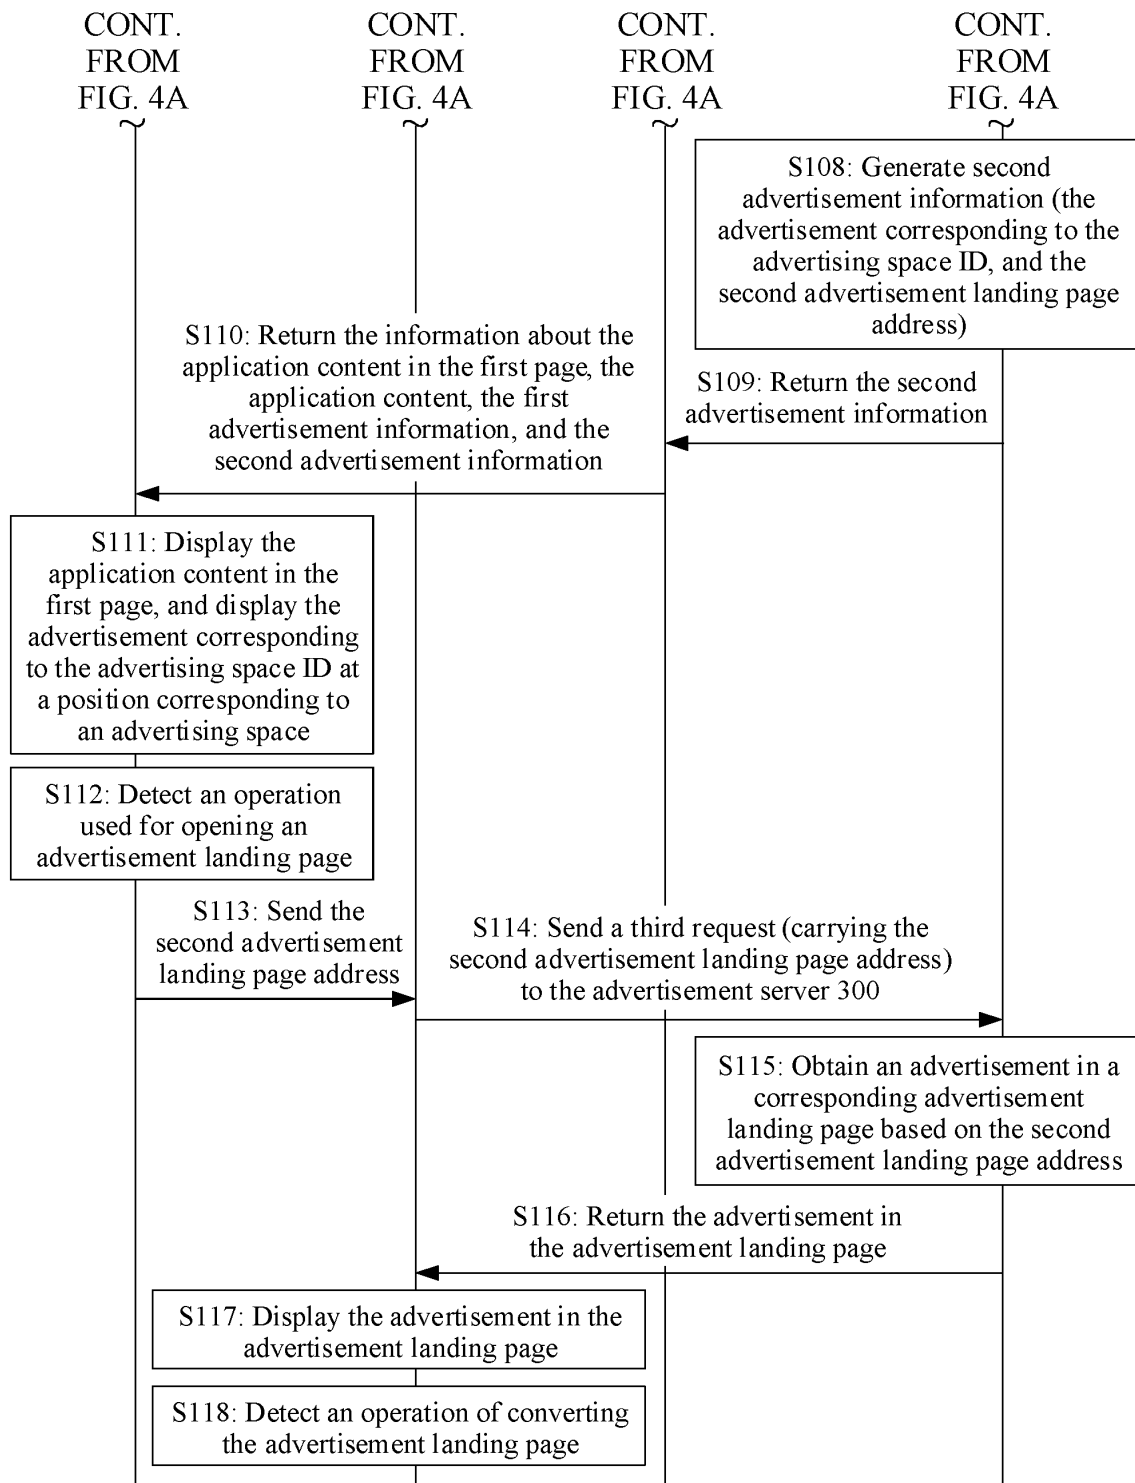 CONT.
FROM
FIG. 4A
CONT.
FROM
FIG. 4A
CONT.
FROM
FIG. 4A
CONT.
FROM
FIG. 4A
S108: Generate second
advertisement information (the
advertisement corresponding to the
advertising space ID, and the
second advertisement landing page
address)
S109: Return the second
advertisement information
S110: Return the information about the
application content in the first page, the
application content, the first
advertisement information, and the
second advertisement information
S111: Display the
application content in the
first page, and display the
advertisement corresponding
to the advertising space ID at
a position corresponding to
an advertising space
S112: Detect an operation
used for opening an
advertisement landing page
S113: Send the
second advertisement
landing page address
S114: Send a third request (carrying the
second advertisement landing page address)
to the advertisement server 300
S115: Obtain an advertisement in a
corresponding advertisement
landing page based on the second
advertisement landing page address
S116: Return the advertisement in
the advertisement landing page
S117: Display the advertisement in the
advertisement landing page
S118: Detect an operation of converting
the advertisement landing page